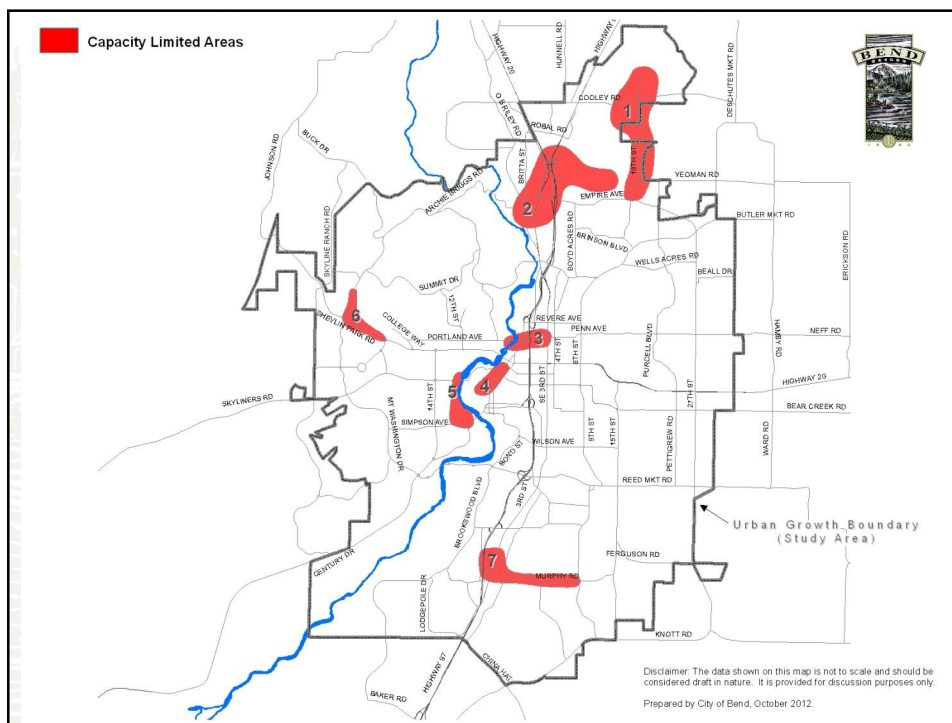 Capacity Limited Areas
HIGHWAY 20
HUNNELL RD
HIGHWAY
DESCHUTES MKT RD
BEND
OREGON
O B RILEY RD
COOLEY RD
1
ROBAL RD
JOHNSON RD
BUCK DR
BRITTA ST
18TH ST
YEOMAN RD
ARCHIE BRIGGS RD
EMPIRE AVE
2
BUTLER MKT RD
SKYLINE RANCH RD
BOYD ACRES RD
BRINSON BLVD
WELLS ACRES RD
ERICKSON RD
BEALL DR
SUMMIT DR
12TH ST
6
SHEVLIN PARK RD
COLLEGE WAY
REVERE AVE
PORTLAND AVE
3
PENN AVE
NEFF RD
4TH ST
8TH ST
PURCELL BLVD
HAMBY RD
HIGHWAY 20
5
4
SE 3RD ST
14TH ST
27TH ST
SKYLINERS RD
MT WASHINGTON DR
BEAR CREEK RD
SIMPSON AVE
9TH ST
15TH ST
PETTIGREW RD
WARD RD
WILSON AVE
BOND ST
REED MKT RD
3RD ST
BROOKSWOOD BLVD
Urban Growth Boundary
(Study Area)
CENTURY DR
7
FERGUSON RD
MURPHY RD
LODGEPOLE DR
KNOTT RD
HIGHWAY 97
CHINA HAT
BAKER RD
Disclaimer: The data shown on this map is not to scale and should be
considered draft in nature. It is provided for discussion purposes only.
Prepared by City of Bend, October 2012.